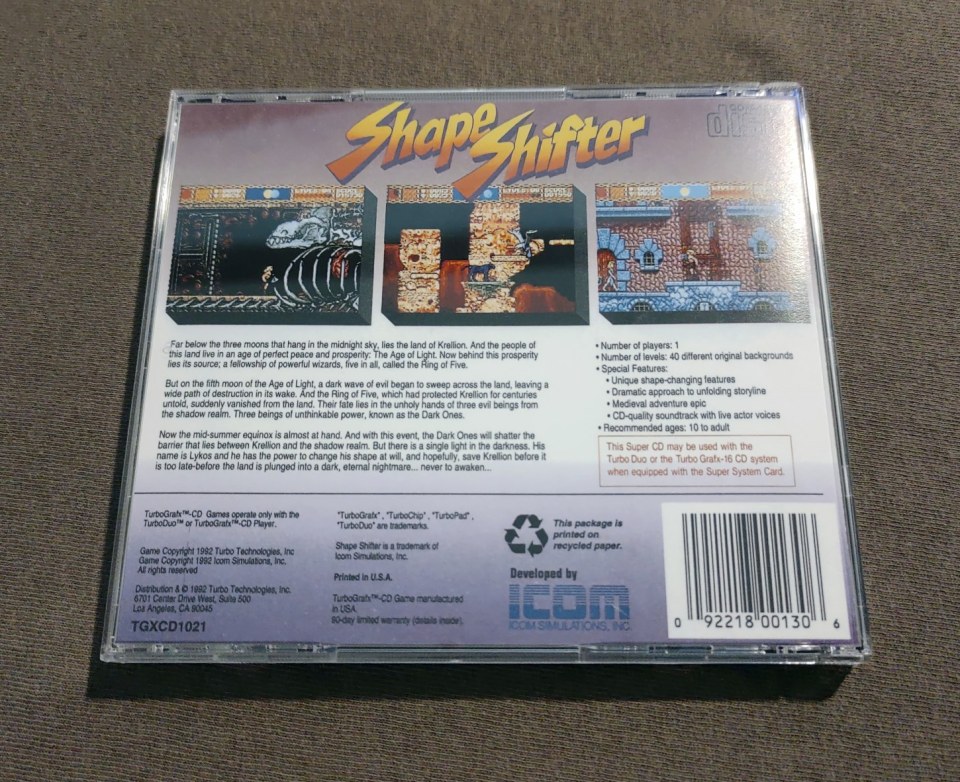 Shape Shifter
Far below the three moons that hang in the midnight sky, lies the land of Krellion. And the people of
this land live in an age of perfect peace and prosperity: The Age of Light. Now behind this prosperity
lies its source; a fellowship of powerful wizards, five in all, called the Ring of Five.
But on the fifth moon of the Age of Light, a dark wave of evil began to sweep across the land, leaving a
wide path of destruction in its wake. And the Ring of Five, which had protected Krellion for centuries
untold, suddenly vanished from the land. Their fate lies in the unholy hands of three evil beings from
the shadow realm. Three beings of unthinkable power, known as the Dark Ones.
Now the mid-summer equinox is almost at hand. And with this event, the Dark Ones will shatter the
barrier that lies between Krellion and the shadow realm. But there is a single light in the darkness. His
name is Lykos and he has the power to change his shape at will, and hopefully, save Krellion before it
is too late-before the land is plunged into a dark, eternal nightmare... never to awaken...
• Number of players: 1
• Number of levels: 40 different original backgrounds
• Special Features:
• Unique shape-changing features
• Dramatic approach to unfolding storyline
• Medieval adventure epic
• CD-quality soundtrack with live actor voices
• Recommended ages: 10 to adult
This Super CD may be used with the
Turbo Duo or the Turbo Grafx-16 CD system
when equipped with the Super System Card.
TurboGrafx™-CD Games operate only with the
TurboDuo™ or TurboGrafx™-CD Player.
Game Copyright 1992 Turbo Technologies, Inc
Game Copyright 1992 Icom Simulations, Inc.
All rights reserved
Distribution & © 1992 Turbo Technologies, Inc.
6701 Center Drive West, Suite 500
Los Angeles, CA 90045
TGXCD1021
"TurboGrafx", "TurboChip", "TurboPad",
"TurboDuo" are trademarks.
Shape Shifter is a trademark of
Icom Simulations, Inc.
Printed in U.S.A.
TurboGrafx™-CD Game manufactured
in USA
90-day limited warranty (details inside).
This package is
printed on
recycled paper.
Developed by
ICOM
ICOM SIMULATIONS, INC.
0 92218 00130 6